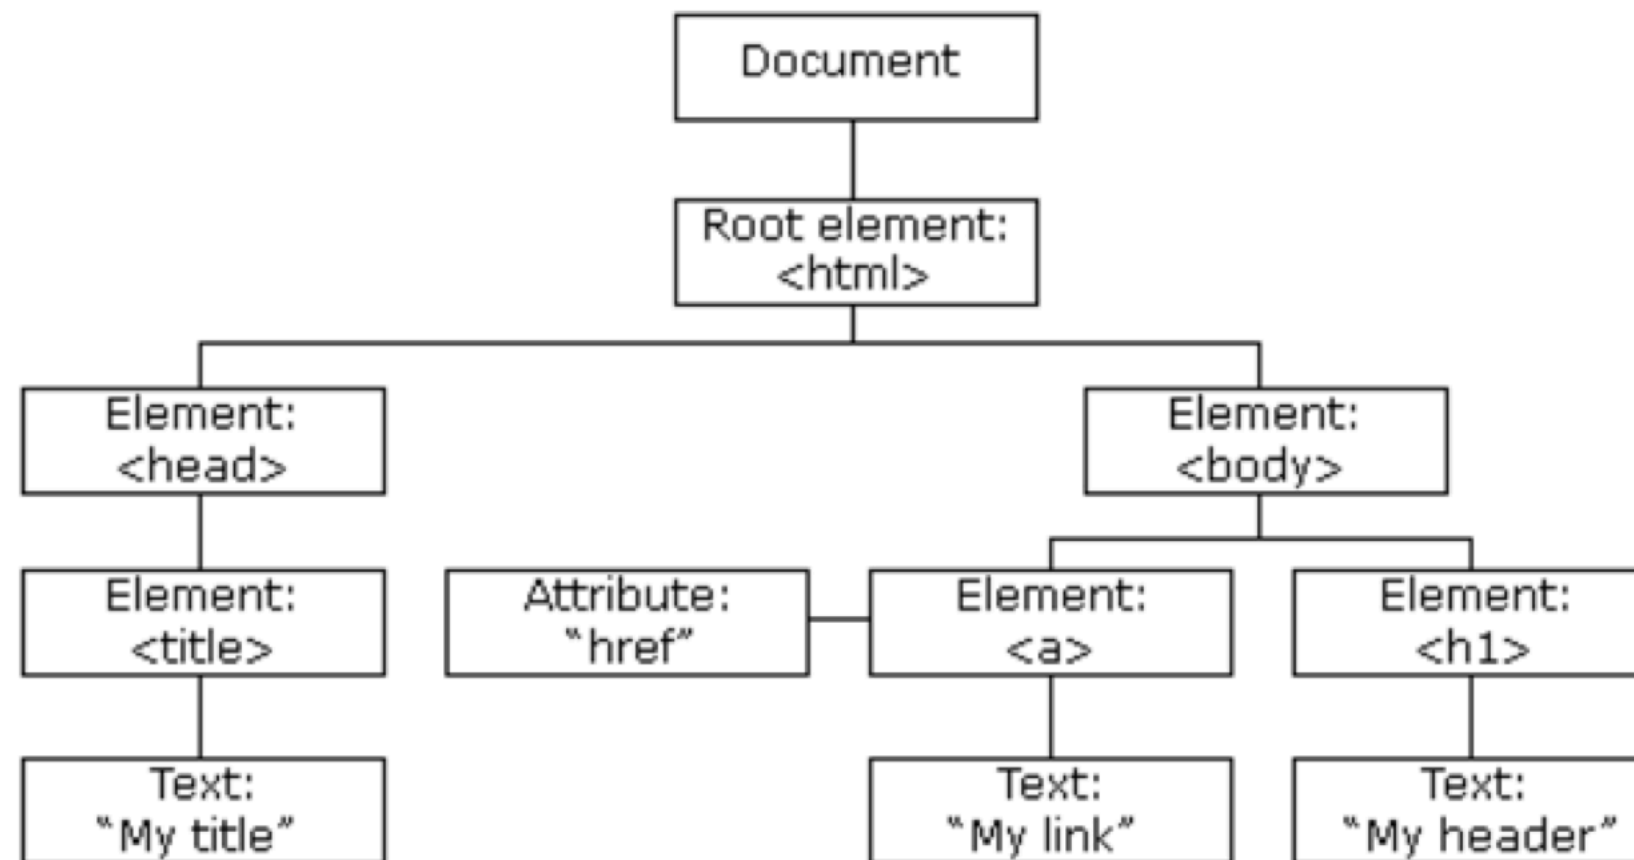 Document
Root element:
<html>
Element:
<head>
Element:
<body>
Element:
<title>
Attribute:
“href”
Element:
<a>
Element:
<h1>
Text:
“My title”
Text:
“My link”
Text:
“My header”